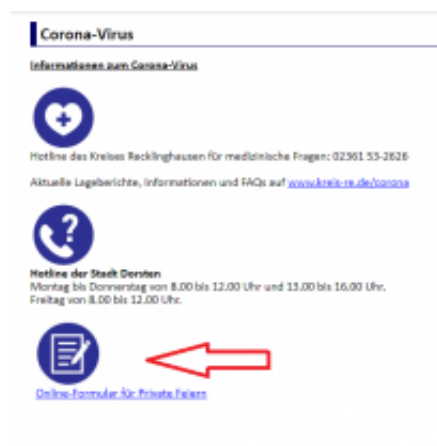 Corona-Virus
Informationen zum Corona-Virus
Hotline des Kreises Recklinghausen für medizinische Fragen: 02361 53-2626
Aktuelle Lageberichte, Informationen und FAQs auf www.kreis-re.de/corona
Hotline der Stadt Dorsten
Montag bis Donnerstag von 8.00 bis 12.00 Uhr und 13.00 bis 16.00 Uhr.
Freitag von 8.00 bis 12.00 Uhr.
Online-Formular für Private Feiern